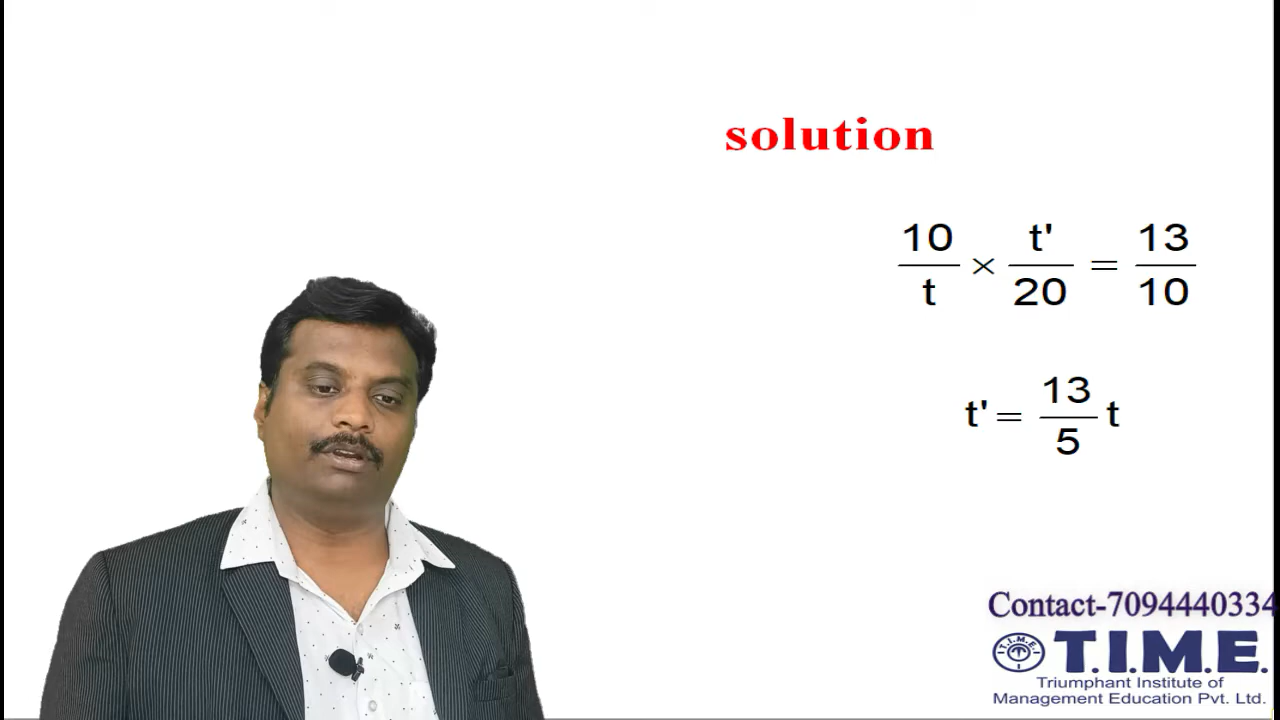 solution
10/t × t'/20 = 13/10
t' = 13/5 t
Contact-7094440334
T.I.M.E.
T.I.M.E.
Triumphant Institute of
Management Education Pvt. Ltd.